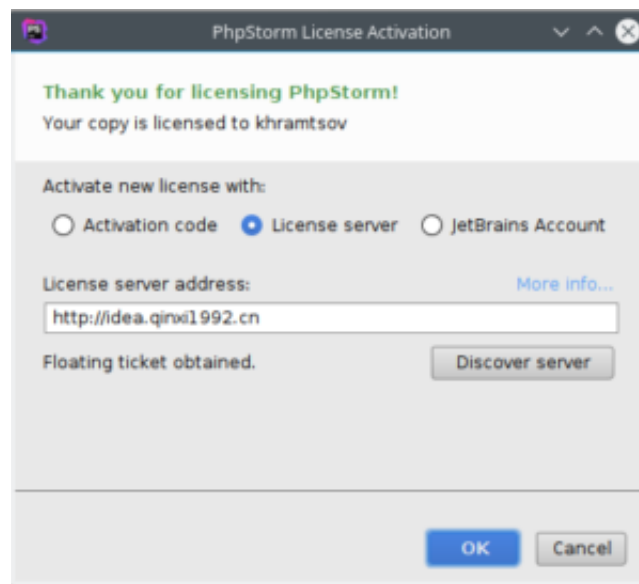 PhpStorm License Activation
Thank you for licensing PhpStorm!
Your copy is licensed to khramtsov
Activate new license with:
Activation code License server JetBrains Account
License server address: More info...
http://idea.qinxi1992.cn
Floating ticket obtained. Discover server
OK Cancel